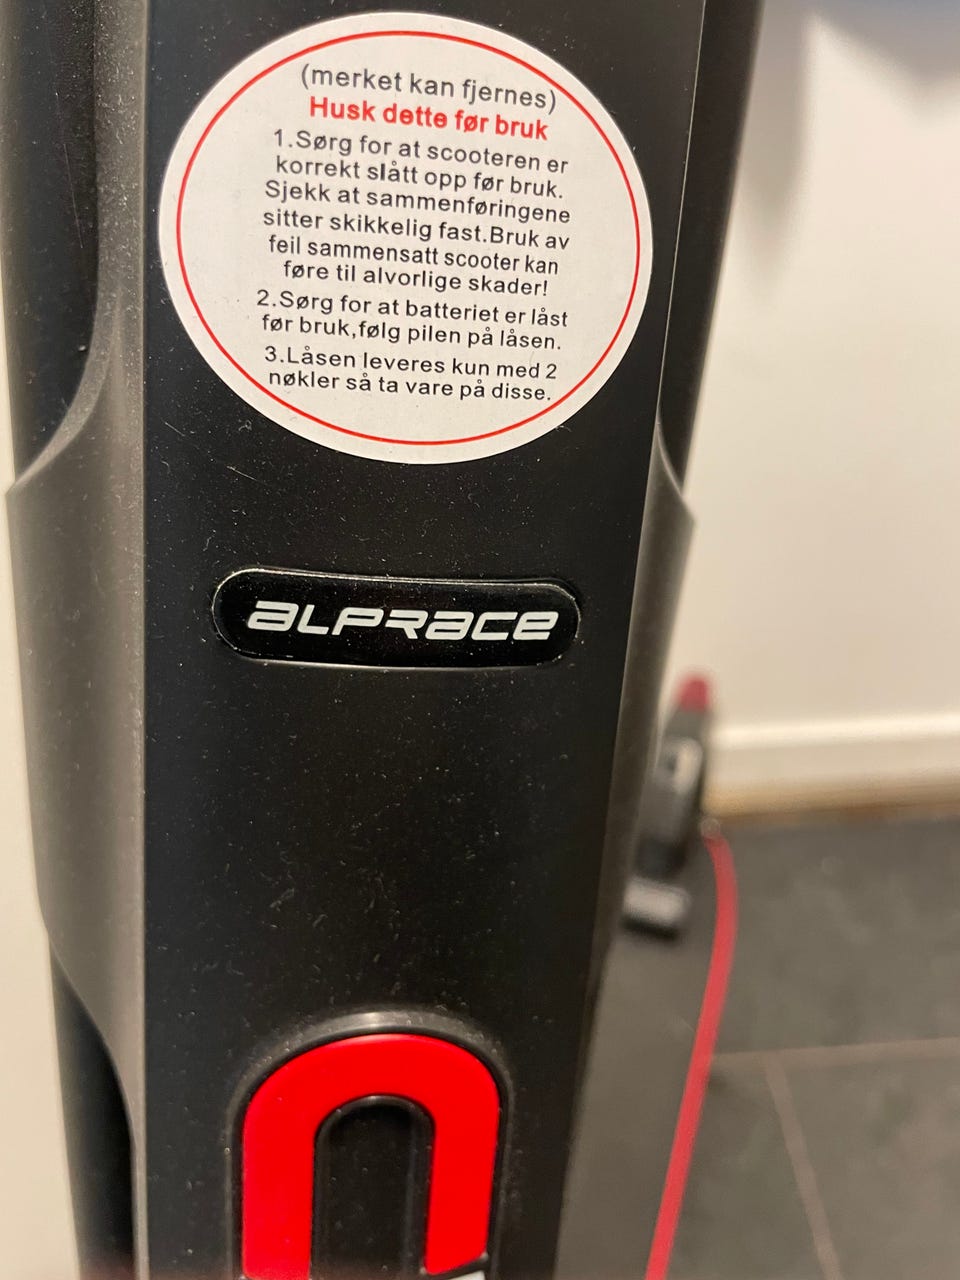 (merket kan fjernes)
Husk dette før bruk
1.Sørg for at scooteren er
korrekt slått opp før bruk.
Sjekk at sammenføringene
sitter skikkelig fast.Bruk av
feil sammensatt scooter kan
føre til alvorlige skader!
2.Sørg for at batteriet er låst
før bruk,følg pilen på låsen.
3.Låsen leveres kun med 2
nøkler så ta vare på disse.
ALPRACE